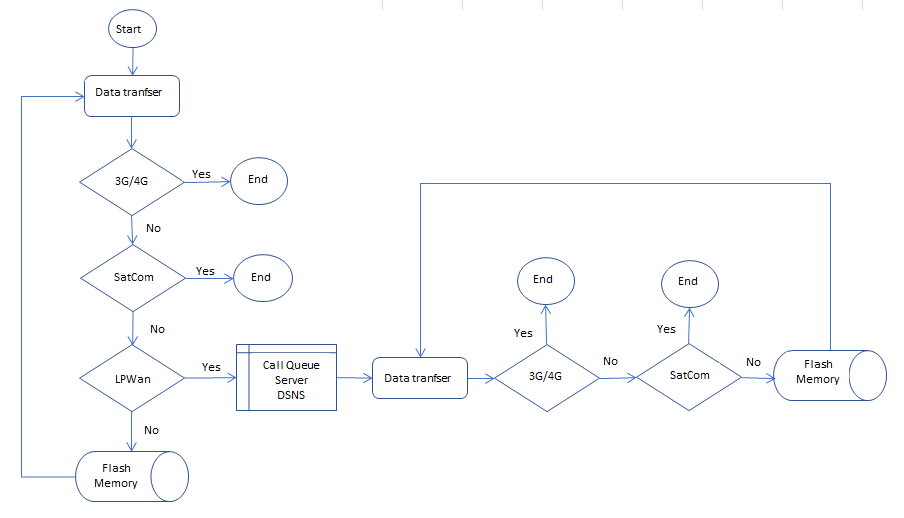 Start
Data tranfser
3G/4G
Yes
End
No
SatCom
Yes
End
No
LPWan
Yes
Call Queue
Server
DSNS
Data tranfser
3G/4G
Yes
End
No
SatCom
Yes
End
No
Flash
Memory
No
Flash
Memory